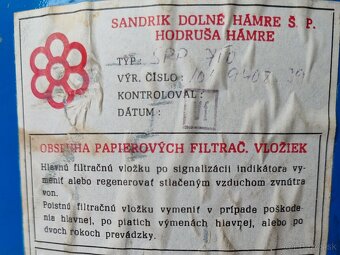 SANDRIK DOLNÉ HÁMRE Š. P.
HODRUŠA HÁMRE
TYP: SPP 710
VÝR. ČÍSLO:
KONTROLOVAL:
DÁTUM:
OBSLUHA PAPIEROVÝCH FILTRAČ. VLOŽIEK
Hlavnú filtračnú vložku po signalizácii indikátora vy-
meniť alebo regenerovať stlačeným vzduchom zvnútra
von.
Poistnú filtračnú vložku vymeniť v prípade poškode-
nia hlavnej, po piatich výmenách hlavnej, alebo po
dvoch rokoch prevádzky.